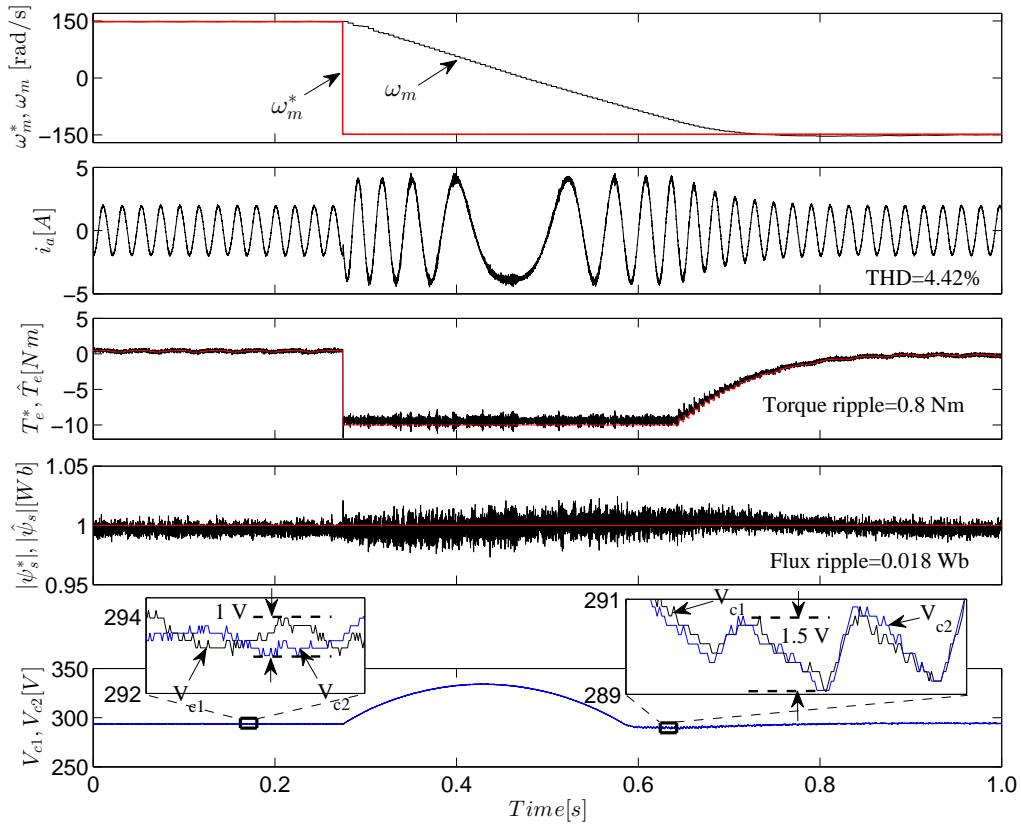 ω*m, ωm [rad/s]
150
0
−150
ω*m
ωm
ia[A]
5
0
−5
THD=4.42%
T*e, T̂e[Nm]
0
−5
−10
Torque ripple=0.8 Nm
|ψ*s|, |ψ̂s|[Wb]
1.05
1
0.95
Flux ripple=0.018 Wb
294
292
1 V
Vc1
Vc2
291
289
Vc1
1.5 V
Vc2
Vc1, Vc2[V]
350
300
250
0 0.2 0.4 0.6 0.8 1.0
Time[s]